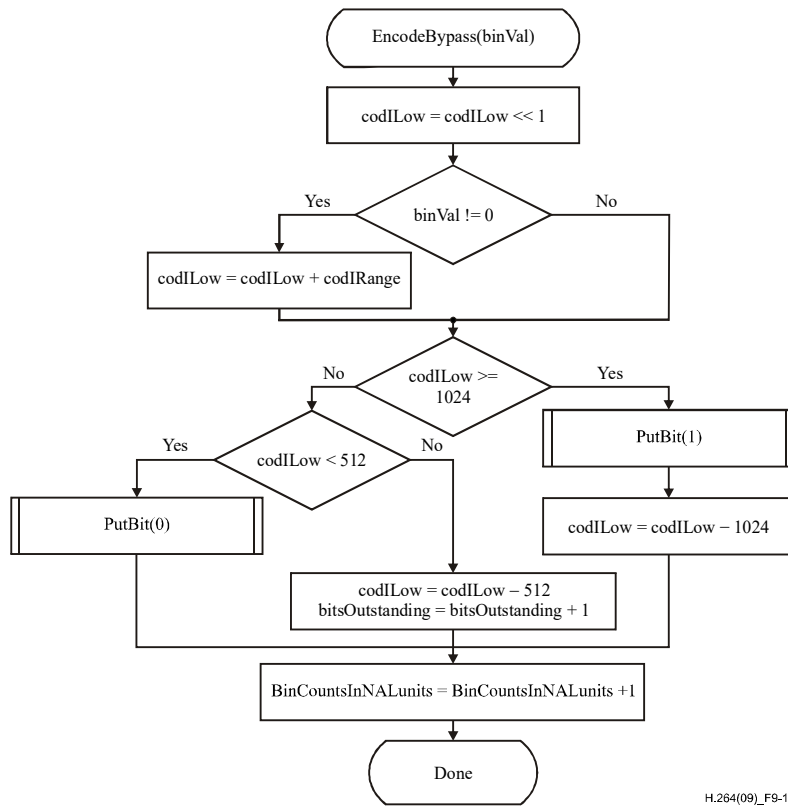 EncodeBypass(binVal)
codILow = codILow << 1
Yes
binVal != 0
No
codILow = codILow + codIRange
No
codILow >=
1024
Yes
Yes
codILow < 512
No
PutBit(1)
PutBit(0)
codILow = codILow – 1024
codILow = codILow – 512
bitsOutstanding = bitsOutstanding + 1
BinCountsInNALunits = BinCountsInNALunits +1
Done
H.264(09)_F9-1